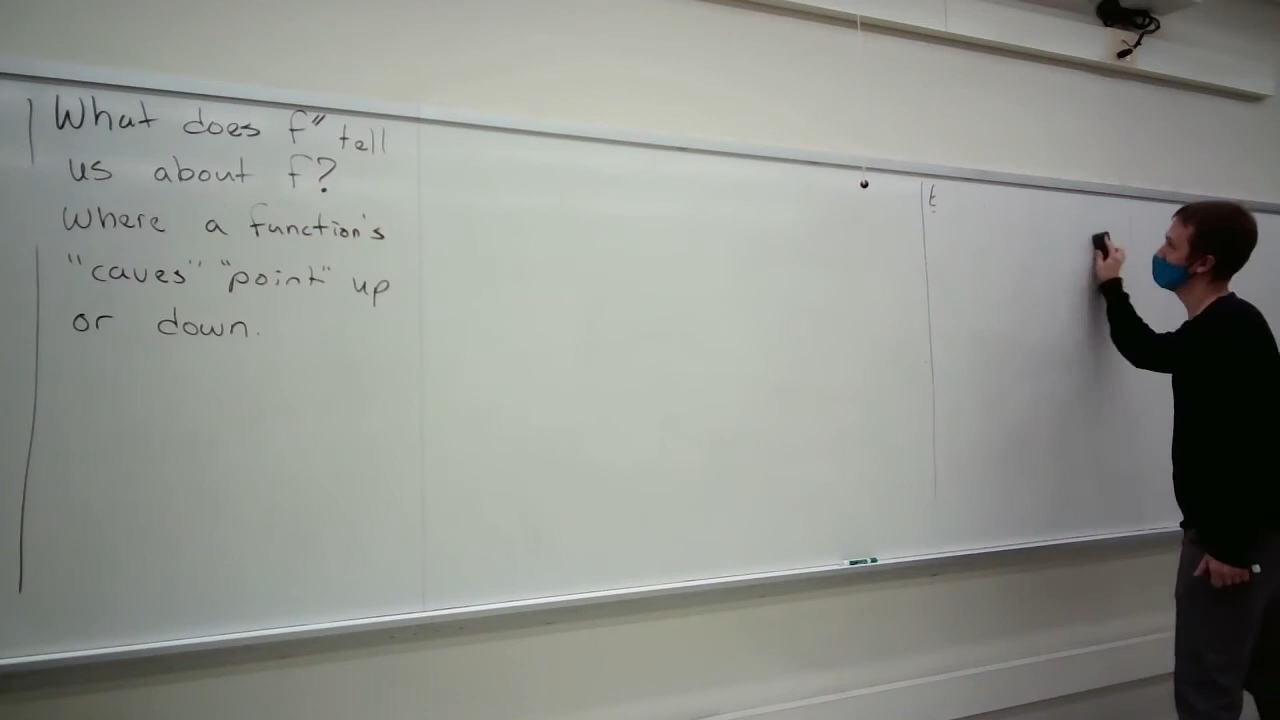 What does f" tell
us about f?
Where a function's
"caves" "point" up
or down.
t